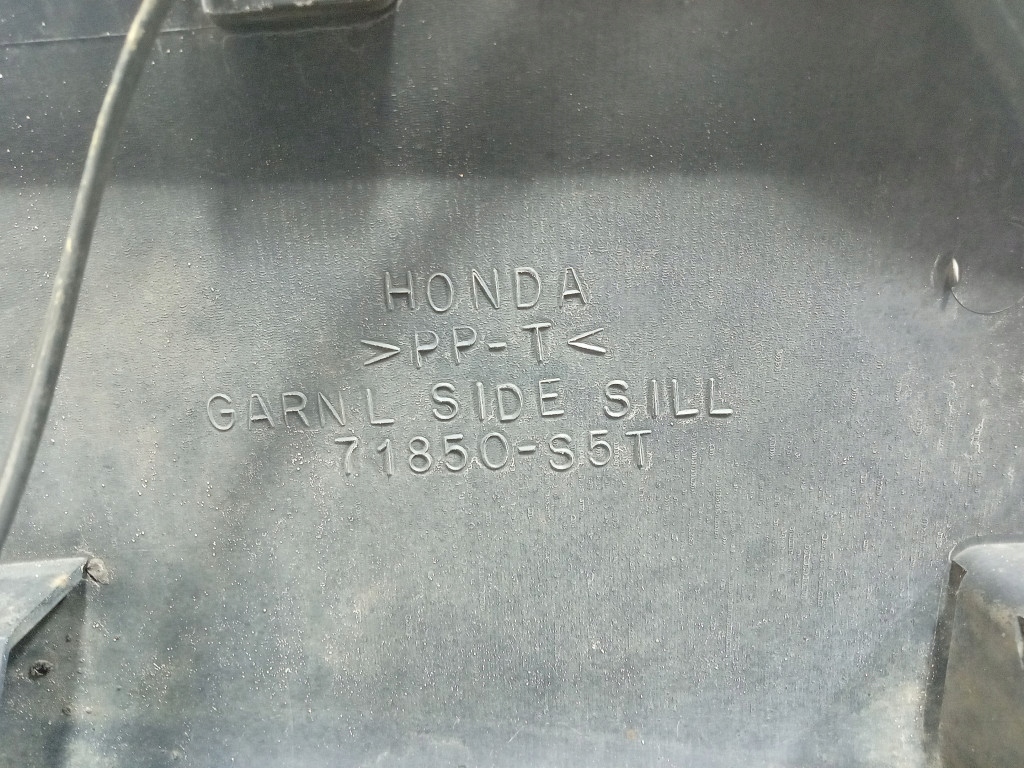 HONDA
>PP-T<
GARN L SIDE SILL
71850-S5T